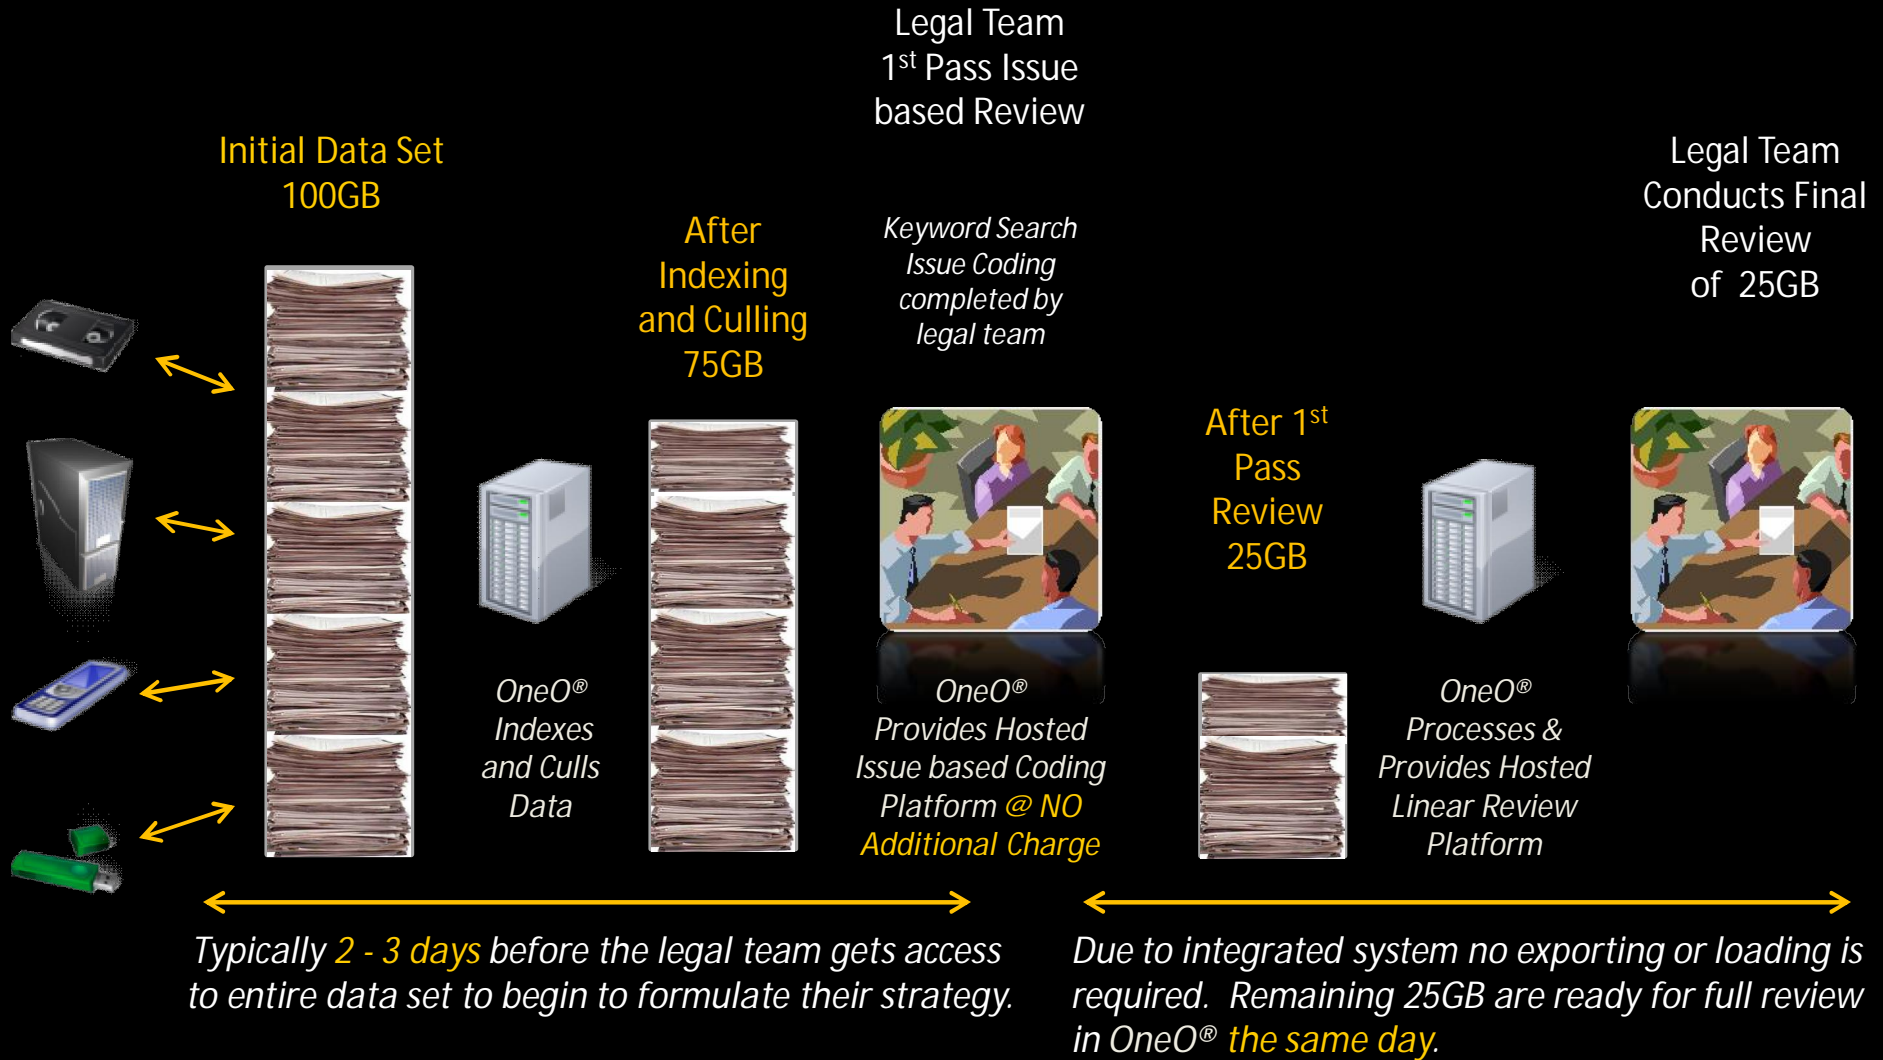 Legal Team
1st Pass Issue
based Review
Initial Data Set
100GB
After
Indexing
and Culling
75GB
Keyword Search
Issue Coding
completed by
legal team
Legal Team
Conducts Final
Review
of 25GB
After 1st
Pass
Review
25GB
OneO®
Indexes
and Culls
Data
OneO®
Provides Hosted
Issue based Coding
Platform @ NO
Additional Charge
OneO®
Processes &
Provides Hosted
Linear Review
Platform
Typically 2 - 3 days before the legal team gets access
to entire data set to begin to formulate their strategy.
Due to integrated system no exporting or loading is
required. Remaining 25GB are ready for full review
in OneO® the same day.